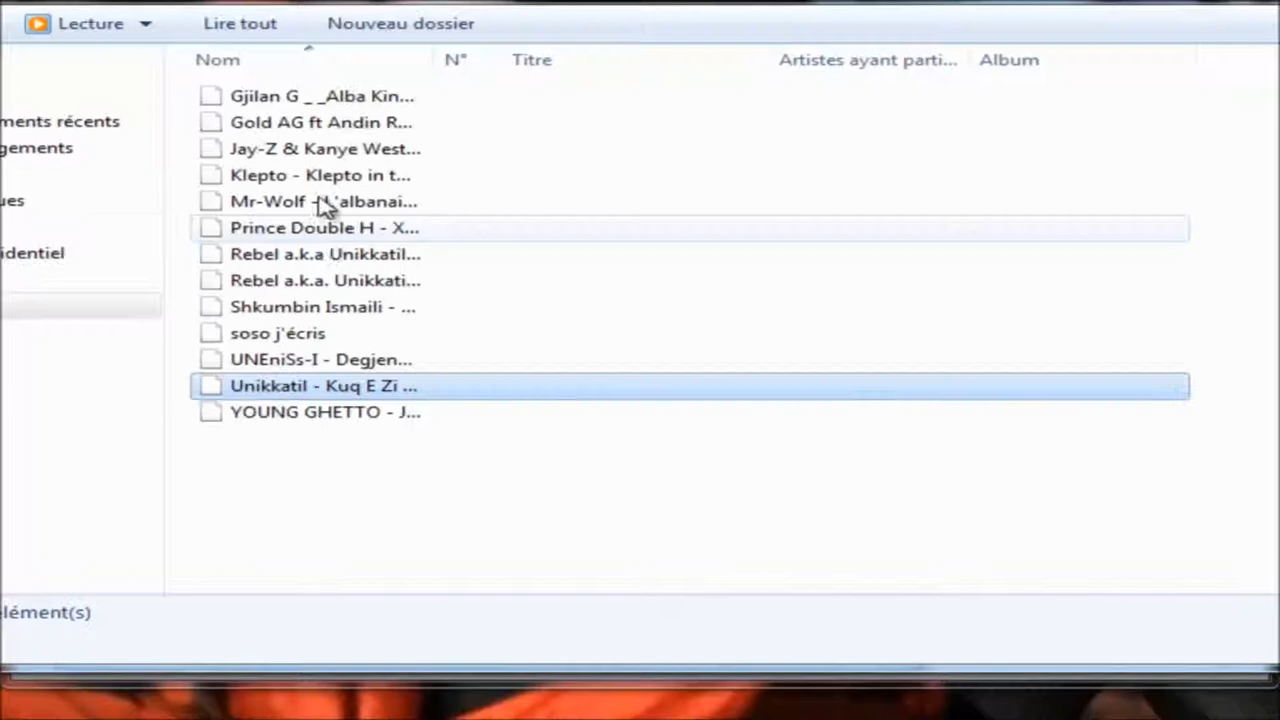 Lecture Lire tout Nouveau dossier
Nom N° Titre Artistes ayant parti... Album
Gjilan G _ _Alba Kin...
ments récents
Gold AG ft Andin R...
gements
Jay-Z & Kanye West...
Klepto - Klepto in t...
ues
Mr-Wolf - L'albanai...
Prince Double H - X...
identiel
Rebel a.k.a Unikkatil...
Rebel a.k.a. Unikkati...
Shkumbin Ismaili - ...
soso j'écris
UNEniSs-I - Degjen...
Unikkatil - Kuq E Zi ...
YOUNG GHETTO - J...
élément(s)